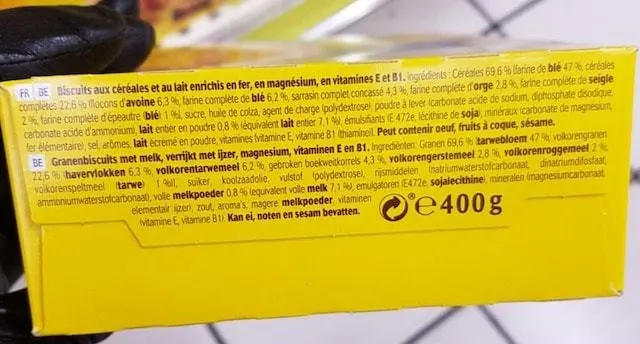 FR BE Biscuits aux céréales et au lait enrichis en fer, en magnésium, en vitamines E et B1. Ingrédients : Céréales 69,6 % (farine de blé 47 %, céréales
complètes 22,6 % (flocons d'avoine 6,3 %, farine complète de blé 6,2 %, sarrasin complet concassé 4,3 %, farine complète d'orge 2,8 %, farine complète de seigle
2 %, farine complète d'épeautre (blé) 1 %), sucre, huile de colza, agent de charge (polydextrose), poudre à lever (carbonate acide de sodium, diphosphate disodique,
carbonate acide d'ammonium), lait entier en poudre 0,8 % (équivalent lait entier 7,1 %), émulsifiants (E 472e, lécithine de soja), minéraux (carbonate de magnésium,
fer élémentaire), sel, arômes, lait écrémé en poudre, vitamines (vitamine E, vitamine B1 (thiamine)). Peut contenir oeuf, fruits à coque, sésame.
BE Granenbiscuits met melk, verrijkt met ijzer, magnesium, vitaminen E en B1. Ingrediënten: Granen 69,6 % (tarwebloem 47 %, volkorengranen
22,6 % (havervlokken 6,3 %, volkorentarwemeel 6,2 %, gebroken boekweitkorrels 4,3 %, volkorengerstemeel 2,8 %, volkorenroggemeel 2 %,
volkorenspeltmeel (tarwe) 1 %)), suiker, koolzaadolie, vulstof (polydextrose), rijsmiddelen (natriumwaterstofcarbonaat, dinatriumdifosfaat,
ammoniumwaterstofcarbonaat), volle melkpoeder 0,8 % (equivalent volle melk 7,1 %), emulgatoren (E472e, sojalecithine), mineralen (magnesiumcarbonaat,
elementair ijzer), zout, aroma's, magere melkpoeder, vitaminen
(vitamine E, vitamine B1). Kan ei, noten en sesam bevatten.
℮ 400 g